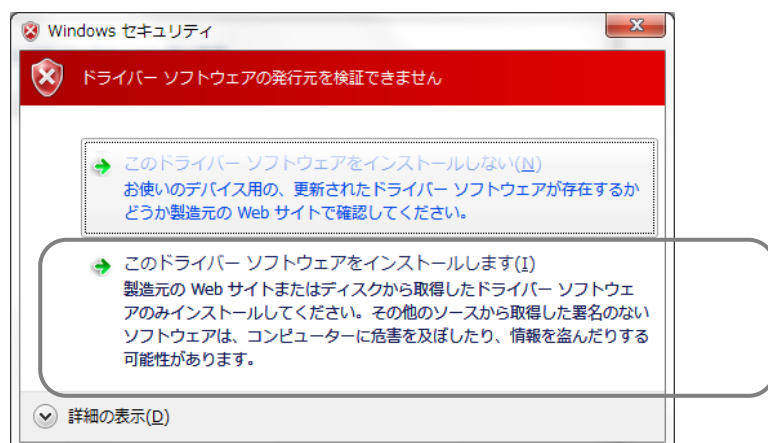 Windows セキュリティ
ドライバー ソフトウェアの発行元を検証できません
このドライバー ソフトウェアをインストールしない(N)
お使いのデバイス用の、更新されたドライバー ソフトウェアが存在するか
どうか製造元の Web サイトで確認してください。
このドライバー ソフトウェアをインストールします(I)
製造元の Web サイトまたはディスクから取得したドライバー ソフトウェ
アのみインストールしてください。その他のソースから取得した署名のない
ソフトウェアは、コンピューターに危害を及ぼしたり、情報を盗んだりする
可能性があります。
詳細の表示(D)